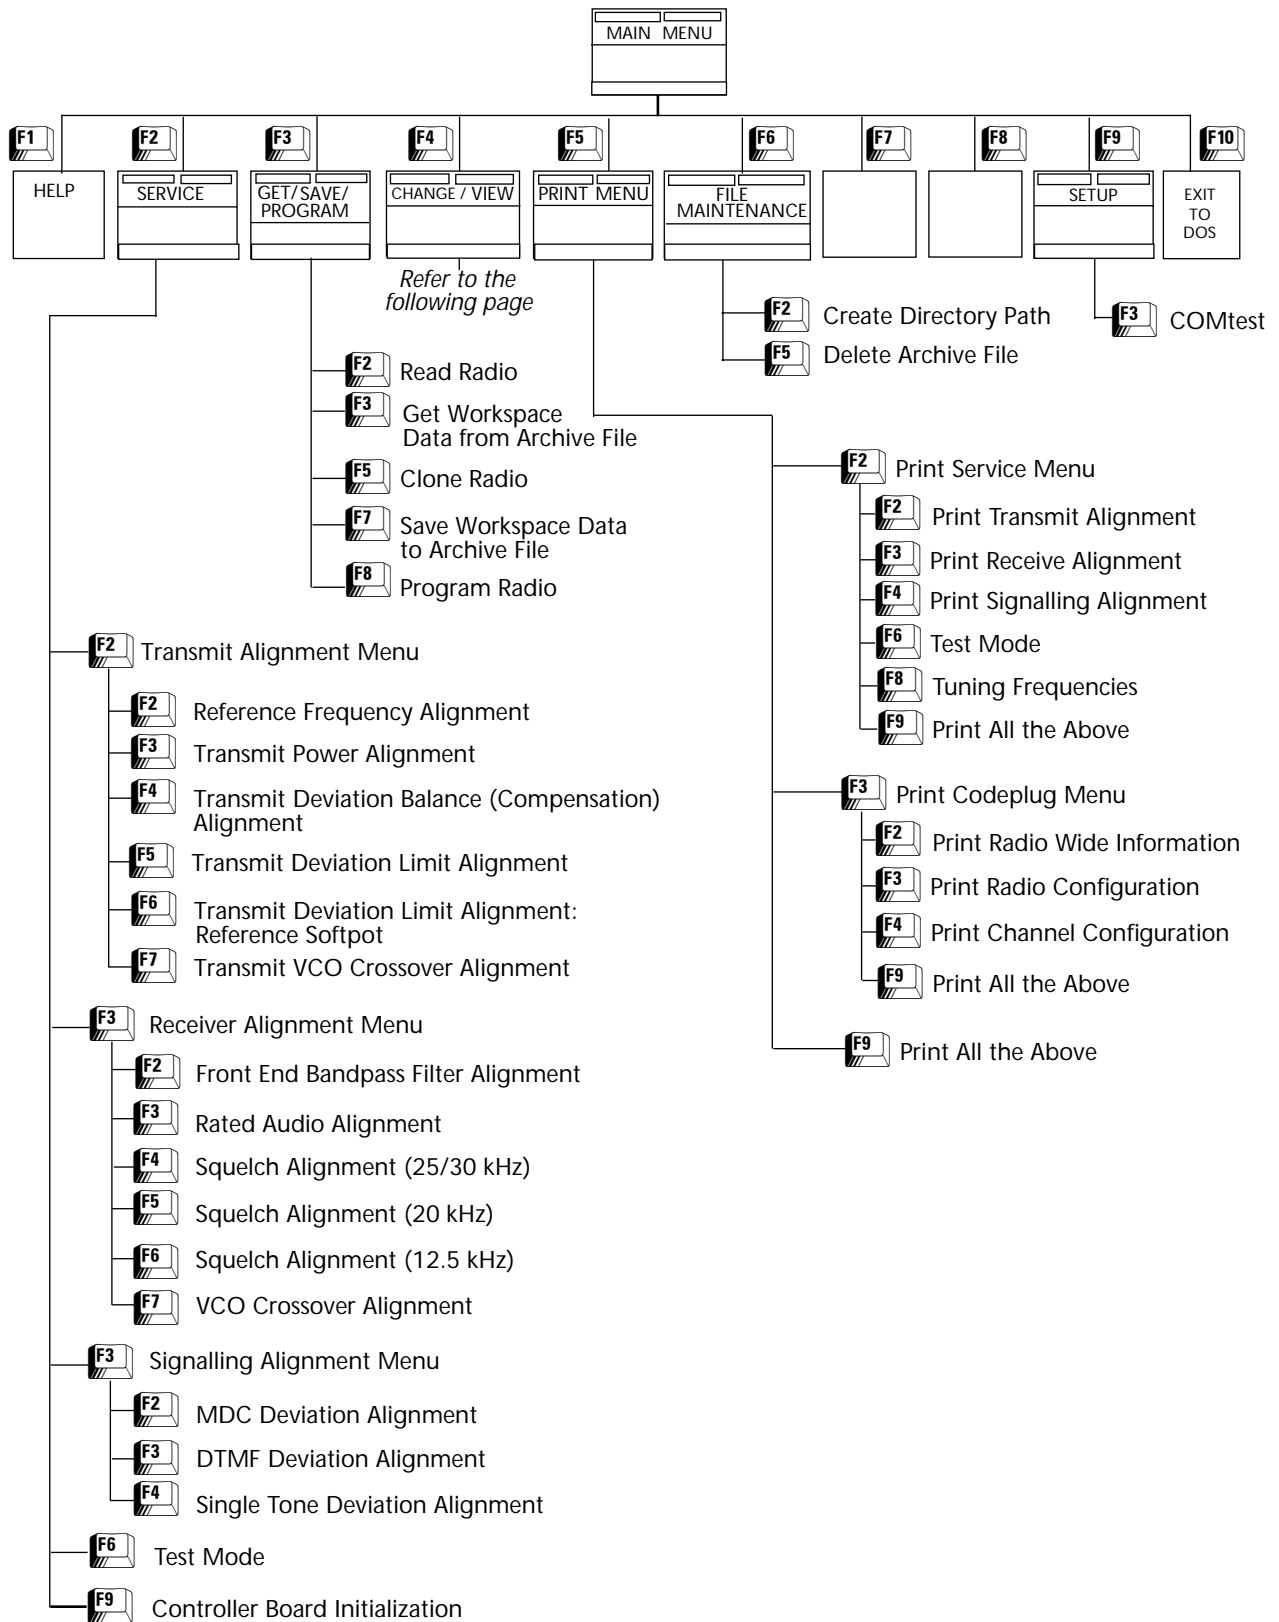 MAIN MENU
F1 F2 F3 F4 F5 F6 F7 F8 F9 F10
HELP
SERVICE
GET/SAVE/
PROGRAM
CHANGE / VIEW
PRINT MENU
FILE
MAINTENANCE
SETUP
EXIT
TO
DOS
Refer to the
following page
F2 Create Directory Path
F5 Delete Archive File
F3 COMtest
F2 Read Radio
F3 Get Workspace
Data from Archive File
F5 Clone Radio
F7 Save Workspace Data
to Archive File
F8 Program Radio
F2 Print Service Menu
F2 Print Transmit Alignment
F3 Print Receive Alignment
F4 Print Signalling Alignment
F6 Test Mode
F8 Tuning Frequencies
F9 Print All the Above
F3 Print Codeplug Menu
F2 Print Radio Wide Information
F3 Print Radio Configuration
F4 Print Channel Configuration
F9 Print All the Above
F9 Print All the Above
F2 Transmit Alignment Menu
F2 Reference Frequency Alignment
F3 Transmit Power Alignment
F4 Transmit Deviation Balance (Compensation)
Alignment
F5 Transmit Deviation Limit Alignment
F6 Transmit Deviation Limit Alignment:
Reference Softpot
F7 Transmit VCO Crossover Alignment
F3 Receiver Alignment Menu
F2 Front End Bandpass Filter Alignment
F3 Rated Audio Alignment
F4 Squelch Alignment (25/30 kHz)
F5 Squelch Alignment (20 kHz)
F6 Squelch Alignment (12.5 kHz)
F7 VCO Crossover Alignment
F3 Signalling Alignment Menu
F2 MDC Deviation Alignment
F3 DTMF Deviation Alignment
F4 Single Tone Deviation Alignment
F6 Test Mode
F9 Controller Board Initialization